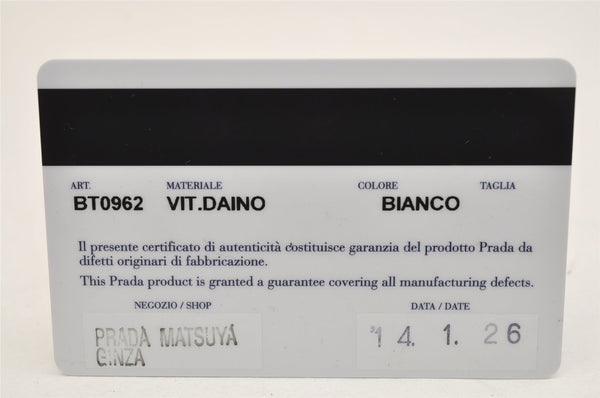 ART. MATERIALE COLORE TAGLIA
BT0962 VIT.DAINO BIANCO
Il presente certificato di autenticità costituisce garanzia del prodotto Prada da
difetti originari di fabbricazione.
This Prada product is granted a guarantee covering all manufacturing defects.
NEGOZIO / SHOP DATA / DATE
PRADA MATSUYA '14. 1. 26
GINZA